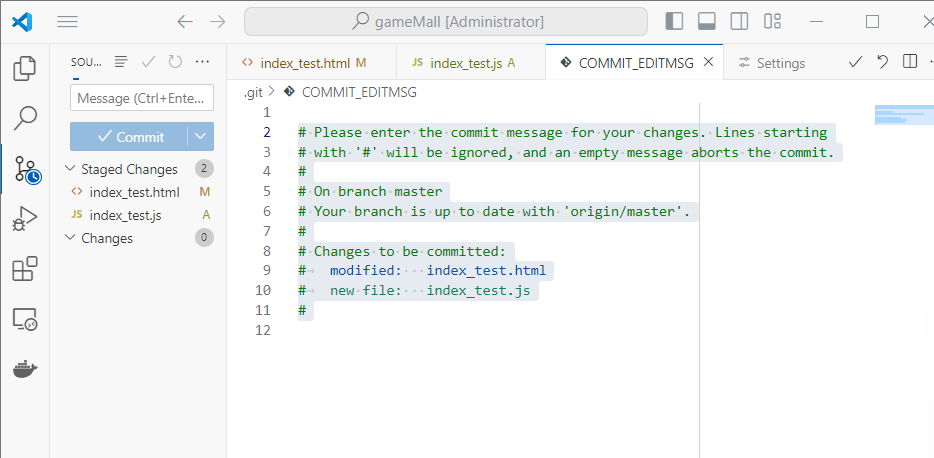 gameMall [Administrator]
SOU...
Message (Ctrl+Ente...
Commit
Staged Changes 2
index_test.html M
JS index_test.js A
Changes 0
index_test.html M
JS index_test.js A
COMMIT_EDITMSG
Settings
.git > COMMIT_EDITMSG
1
2 # Please enter the commit message for your changes. Lines starting
3 # with '#' will be ignored, and an empty message aborts the commit.
4 #
5 # On branch master
6 # Your branch is up to date with 'origin/master'.
7 #
8 # Changes to be committed:
9 # modified: index_test.html
10 # new file: index_test.js
11 #
12